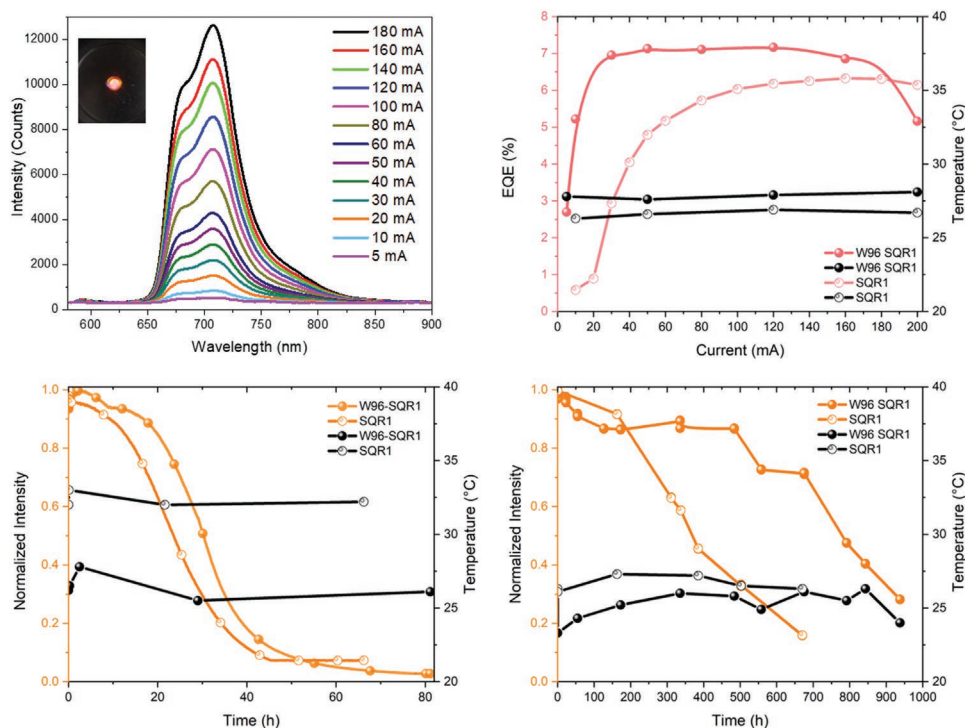 12000
10000
8000
6000
4000
2000
0
Intensity (Counts)
600 650 700 750 800 850 900
Wavelength (nm)
180 mA
160 mA
140 mA
120 mA
100 mA
80 mA
60 mA
50 mA
40 mA
30 mA
20 mA
10 mA
5 mA
8
7
6
5
4
3
2
1
0
EQE (%)
0 20 40 60 80 100 120 140 160 180 200
Current (mA)
40
35
30
25
20
Temperature (°C)
W96 SQR1
W96 SQR1
SQR1
SQR1
1.0
0.8
0.6
0.4
0.2
0.0
Normalized Intensity
0 20 40 60 80
Time (h)
40
35
30
25
20
Temperature (°C)
W96-SQR1
SQR1
W96-SQR1
SQR1
1.0
0.8
0.6
0.4
0.2
0.0
Normalized Intensity
0 100 200 300 400 500 600 700 800 900 1000
Time (h)
40
35
30
25
20
Temperature (°C)
W96 SQR1
SQR1
W96 SQR1
SQR1